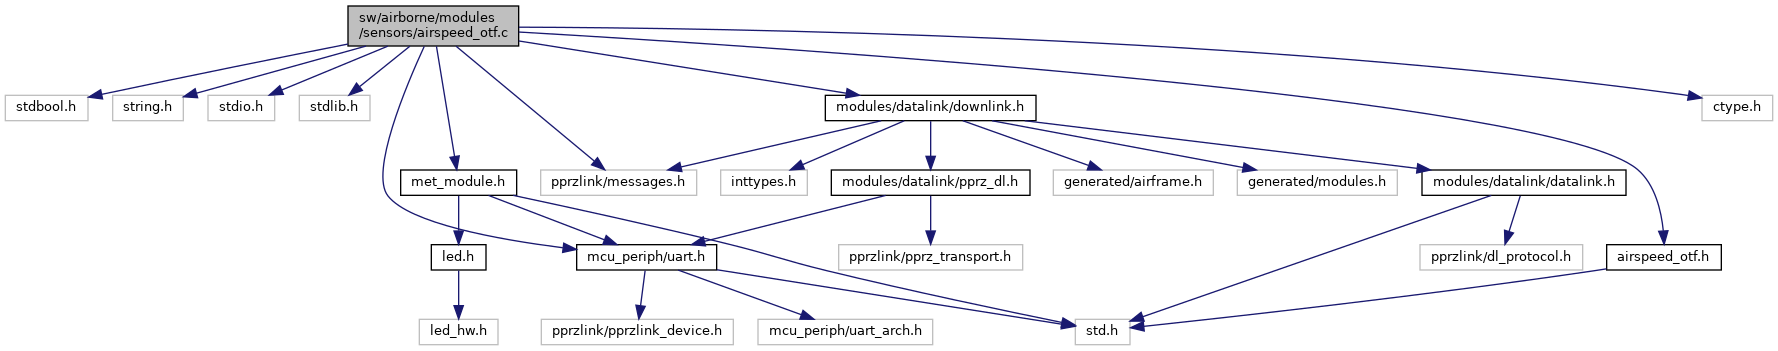 sw/airborne/modules
/sensors/airspeed_otf.c
stdbool.h
string.h
stdio.h
stdlib.h
modules/datalink/downlink.h
ctype.h
met_module.h
pprzlink/messages.h
inttypes.h
modules/datalink/pprz_dl.h
generated/airframe.h
generated/modules.h
modules/datalink/datalink.h
led.h
mcu_periph/uart.h
pprzlink/pprz_transport.h
pprzlink/dl_protocol.h
airspeed_otf.h
led_hw.h
pprzlink/pprzlink_device.h
mcu_periph/uart_arch.h
std.h